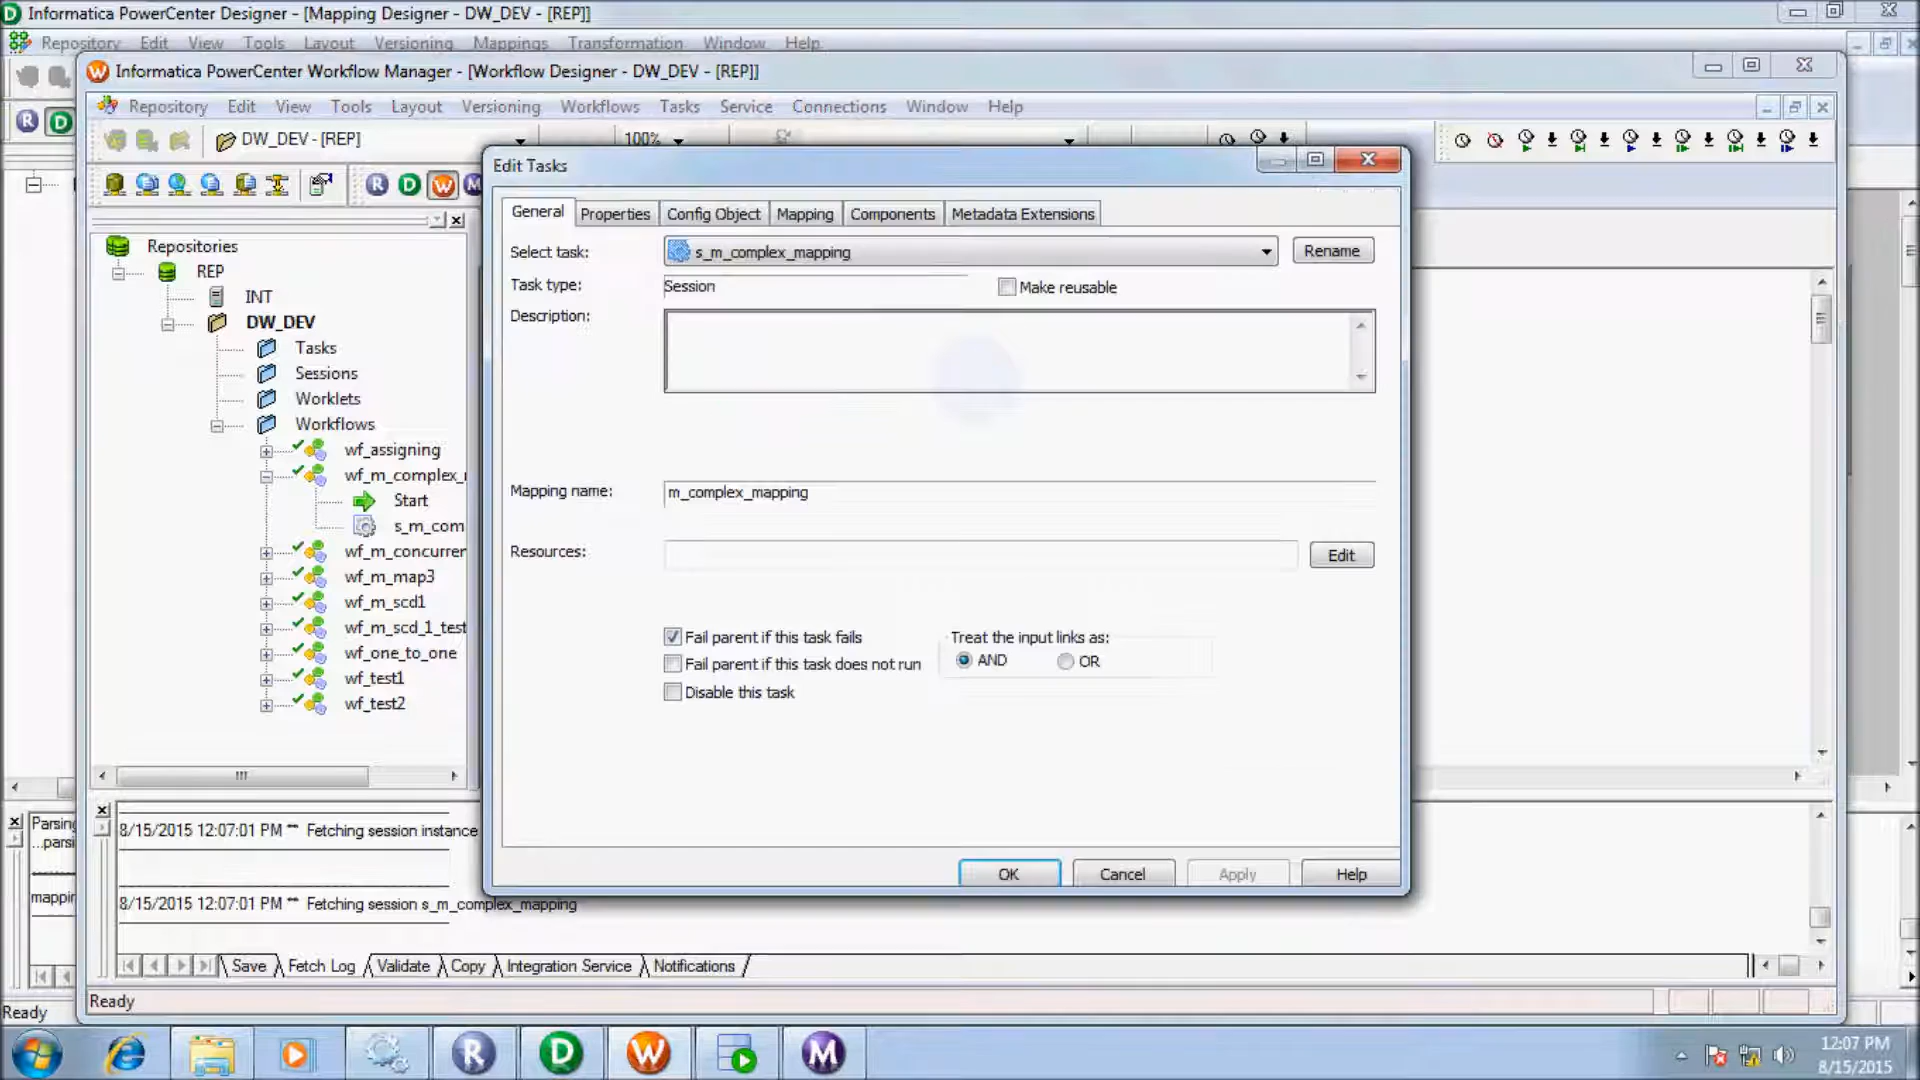 Informatica PowerCenter Designer - [Mapping Designer - DW_DEV - [REP]]
Repository Edit View Tools Layout Versioning Mappings Transformation Window Help
Informatica PowerCenter Workflow Manager - [Workflow Designer - DW_DEV - [REP]]
Repository Edit View Tools Layout Versioning Workflows Tasks Service Connections Window Help
DW_DEV - [REP] 100%
R D W M
Edit Tasks
General Properties Config Object Mapping Components Metadata Extensions
Select task: s_m_complex_mapping Rename
Task type: Session Make reusable
Description:
Mapping name: m_complex_mapping
Resources: Edit
Fail parent if this task fails
Fail parent if this task does not run
Disable this task
Treat the input links as:
AND OR
OK Cancel Apply Help
Repositories
REP
INT
DW_DEV
Tasks
Sessions
Worklets
Workflows
wf_assigning
wf_m_complex_
Start
s_m_com
wf_m_concurren
wf_m_map3
wf_m_scd1
wf_m_scd_1_test
wf_one_to_one
wf_test1
wf_test2
Parsing
...parsi
mappin
8/15/2015 12:07:01 PM ** Fetching session instance
8/15/2015 12:07:01 PM ** Fetching session s_m_complex_mapping
Save Fetch Log Validate Copy Integration Service Notifications
Ready
Ready
R D W M
12:07 PM
8/15/2015